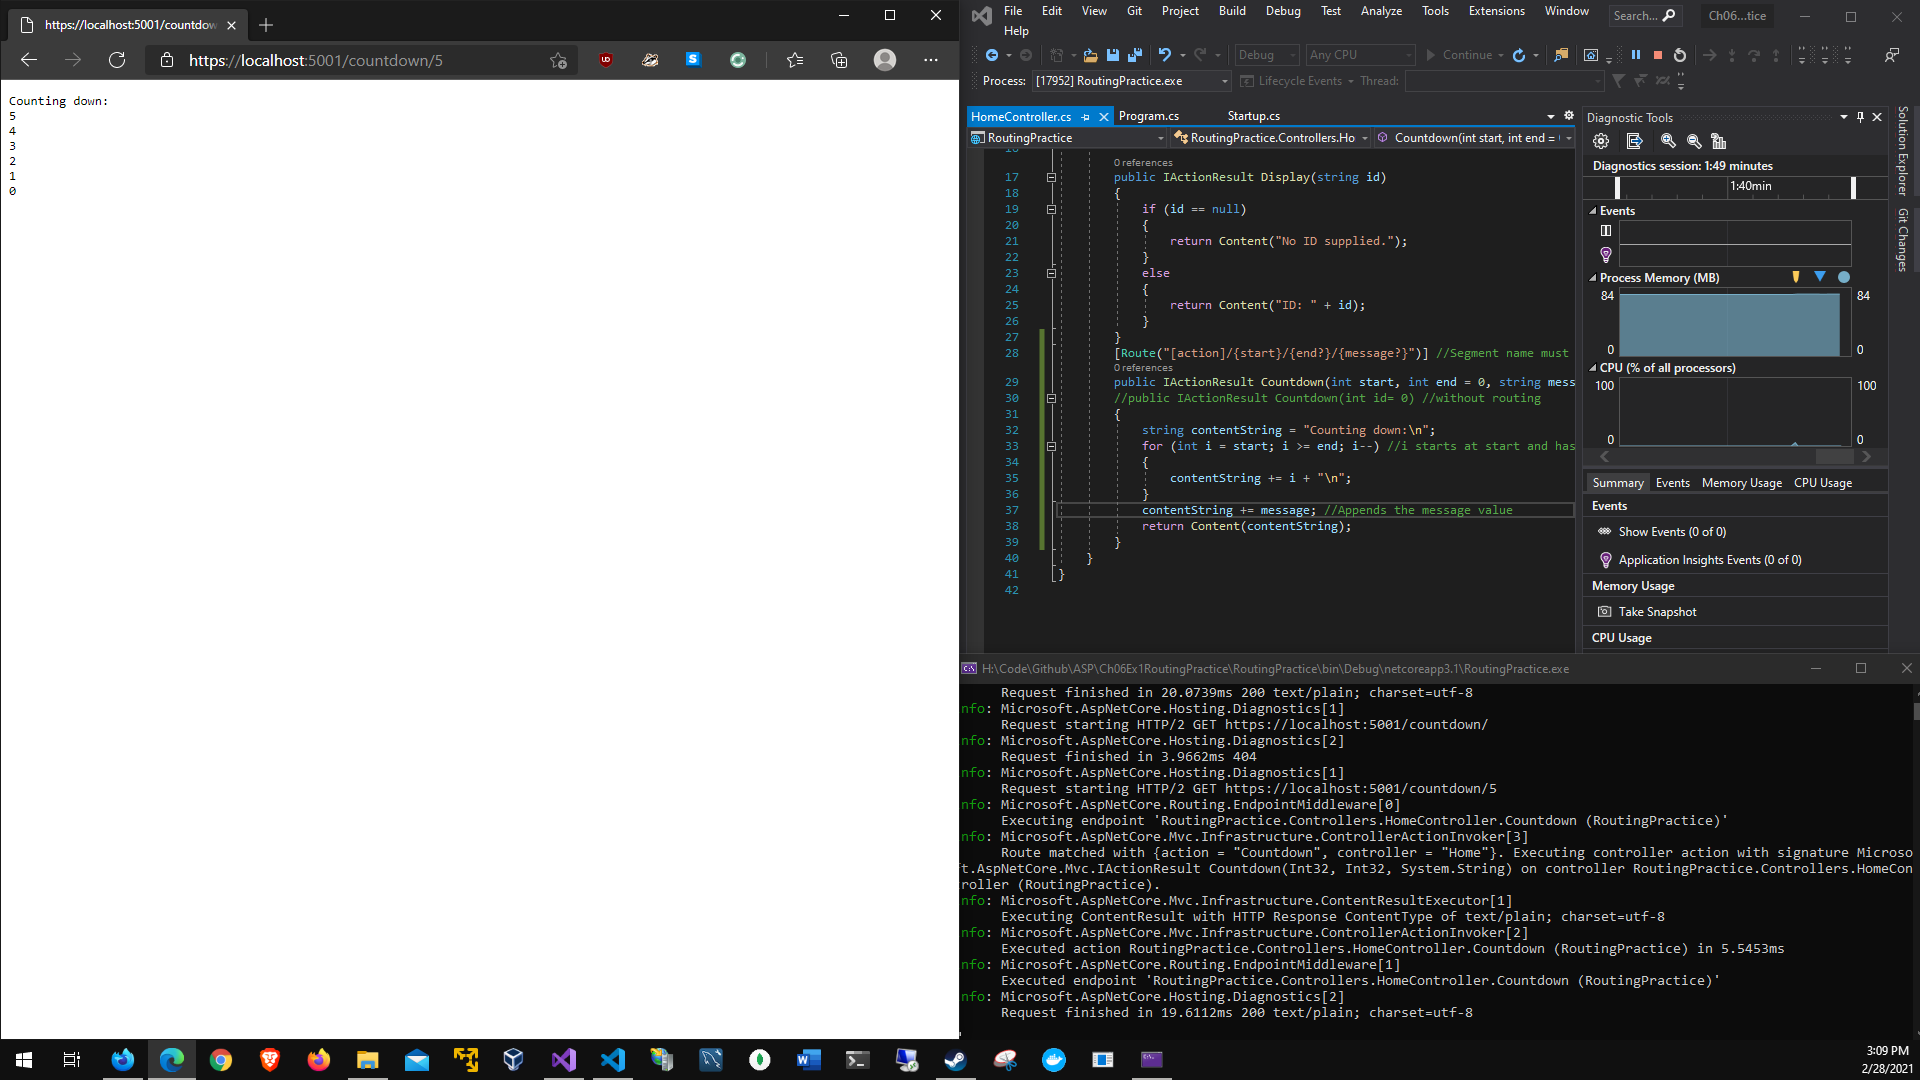 https://localhost:5001/countdow
https://localhost:5001/countdown/5
Counting down:
5
4
3
2
1
0
File Edit View Git Project Build Debug Test Analyze Tools Extensions Window
Search...
Ch06...tice
Help
Debug Any CPU Continue
Process: [17952] RoutingPractice.exe Lifecycle Events Thread:
HomeController.cs Program.cs Startup.cs
RoutingPractice RoutingPractice.Controllers.Ho Countdown(int start, int end =
0 references
17 public IActionResult Display(string id)
18 {
19 if (id == null)
20 {
21 return Content("No ID supplied.");
22 }
23 else
24 {
25 return Content("ID: " + id);
26 }
27 }
28 [Route("[action]/{start}/{end?}/{message?}")] //Segment name must
0 references
29 public IActionResult Countdown(int start, int end = 0, string mess
30 //public IActionResult Countdown(int id= 0) //without routing
31 {
32 string contentString = "Counting down:\n";
33 for (int i = start; i >= end; i--) //i starts at start and has
34 {
35 contentString += i + "\n";
36 }
37 contentString += message; //Appends the message value
38 return Content(contentString);
39 }
40 }
41 }
42
Diagnostic Tools
Diagnostics session: 1:49 minutes
1:40min
Events
Process Memory (MB)
84 84
0 0
CPU (% of all processors)
100 100
0 0
Summary Events Memory Usage CPU Usage
Events
Show Events (0 of 0)
Application Insights Events (0 of 0)
Memory Usage
Take Snapshot
CPU Usage
Solution Explorer
Git Changes
H:\Code\Github\ASP\Ch06Ex1RoutingPractice\RoutingPractice\bin\Debug\netcoreapp3.1\RoutingPractice.exe
Request finished in 20.0739ms 200 text/plain; charset=utf-8
nfo: Microsoft.AspNetCore.Hosting.Diagnostics[1]
Request starting HTTP/2 GET https://localhost:5001/countdown/
nfo: Microsoft.AspNetCore.Hosting.Diagnostics[2]
Request finished in 3.9662ms 404
nfo: Microsoft.AspNetCore.Hosting.Diagnostics[1]
Request starting HTTP/2 GET https://localhost:5001/countdown/5
nfo: Microsoft.AspNetCore.Routing.EndpointMiddleware[0]
Executing endpoint 'RoutingPractice.Controllers.HomeController.Countdown (RoutingPractice)'
nfo: Microsoft.AspNetCore.Mvc.Infrastructure.ControllerActionInvoker[3]
Route matched with {action = "Countdown", controller = "Home"}. Executing controller action with signature Microso
ft.AspNetCore.Mvc.IActionResult Countdown(Int32, Int32, System.String) on controller RoutingPractice.Controllers.HomeCon
roller (RoutingPractice).
nfo: Microsoft.AspNetCore.Mvc.Infrastructure.ContentResultExecutor[1]
Executing ContentResult with HTTP Response ContentType of text/plain; charset=utf-8
nfo: Microsoft.AspNetCore.Mvc.Infrastructure.ControllerActionInvoker[2]
Executed action RoutingPractice.Controllers.HomeController.Countdown (RoutingPractice) in 5.5453ms
nfo: Microsoft.AspNetCore.Routing.EndpointMiddleware[1]
Executed endpoint 'RoutingPractice.Controllers.HomeController.Countdown (RoutingPractice)'
nfo: Microsoft.AspNetCore.Hosting.Diagnostics[2]
Request finished in 19.6112ms 200 text/plain; charset=utf-8
3:09 PM
2/28/2021